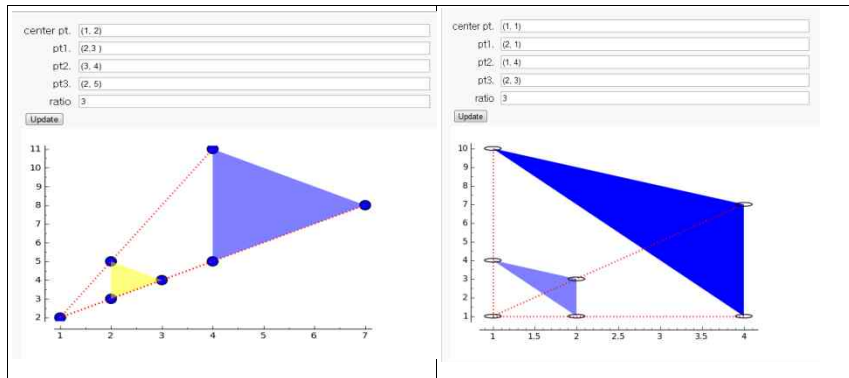 center pt. (1, 2)
pt1. (2,3 )
pt2. (3, 4)
pt3. (2, 5)
ratio 3
Update
11
10
9
8
7
6
5
4
3
2
1 2 3 4 5 6 7
center pt. (1, 1)
pt1. (2, 1)
pt2. (1, 4)
pt3. (2, 3)
ratio 3
Update
10
9
8
7
6
5
4
3
2
1
1 1.5 2 2.5 3 3.5 4